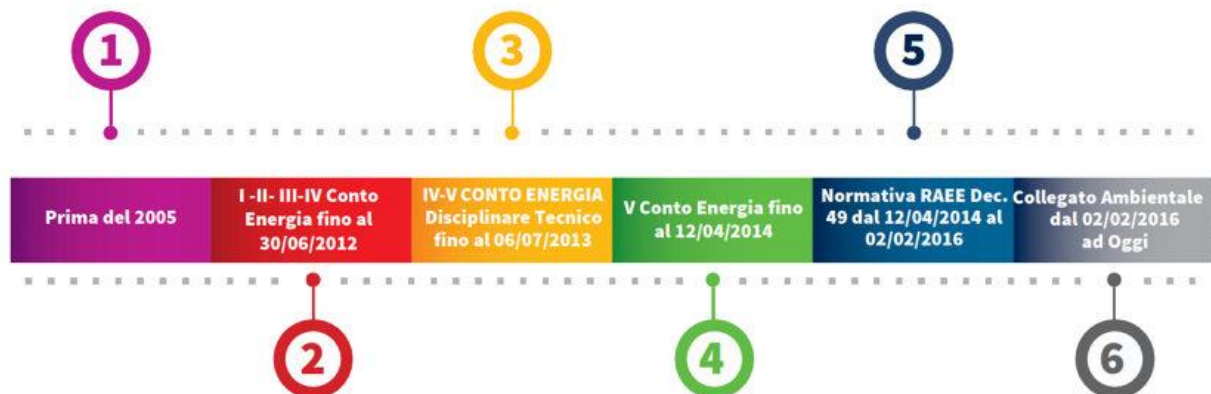 1
3
5
Prima del 2005
I -II- III-IV Conto
Energia fino al
30/06/2012
IV-V CONTO ENERGIA
Disciplinare Tecnico
fino al 06/07/2013
V Conto Energia fino
al 12/04/2014
Normativa RAEE Dec.
49 dal 12/04/2014 al
02/02/2016
Collegato Ambientale
dal 02/02/2016
ad Oggi
2
4
6